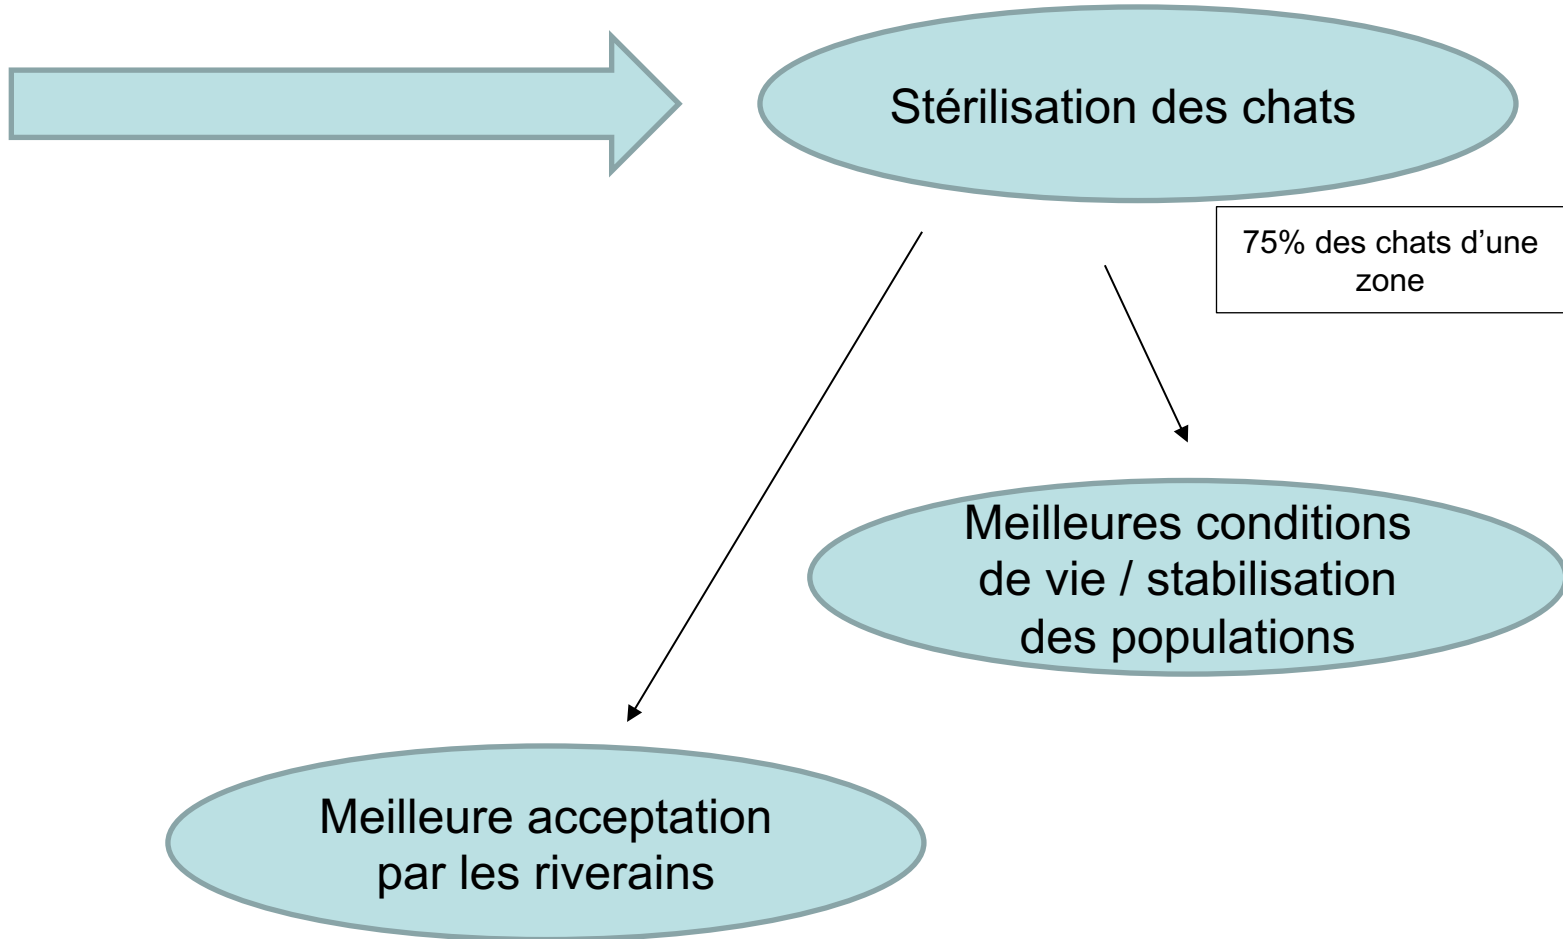 Stérilisation des chats
75% des chats d’une
zone
Meilleures conditions
de vie / stabilisation
des populations
Meilleure acceptation
par les riverains